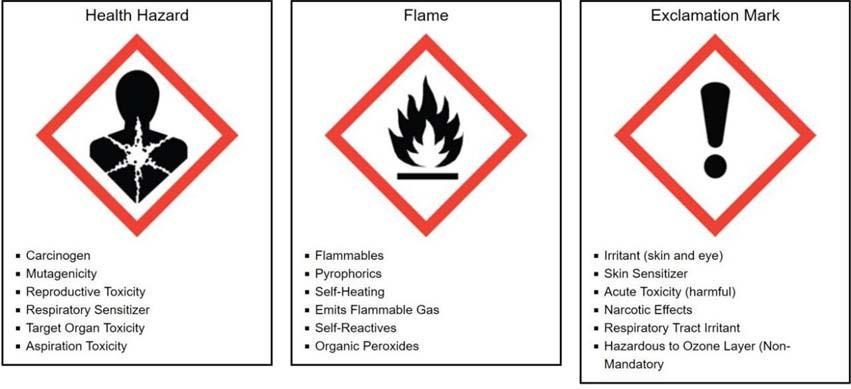 Health Hazard
▪ Carcinogen
▪ Mutagenicity
▪ Reproductive Toxicity
▪ Respiratory Sensitizer
▪ Target Organ Toxicity
▪ Aspiration Toxicity
Flame
▪ Flammables
▪ Pyrophorics
▪ Self-Heating
▪ Emits Flammable Gas
▪ Self-Reactives
▪ Organic Peroxides
Exclamation Mark
▪ Irritant (skin and eye)
▪ Skin Sensitizer
▪ Acute Toxicity (harmful)
▪ Narcotic Effects
▪ Respiratory Tract Irritant
▪ Hazardous to Ozone Layer (Non-
Mandatory